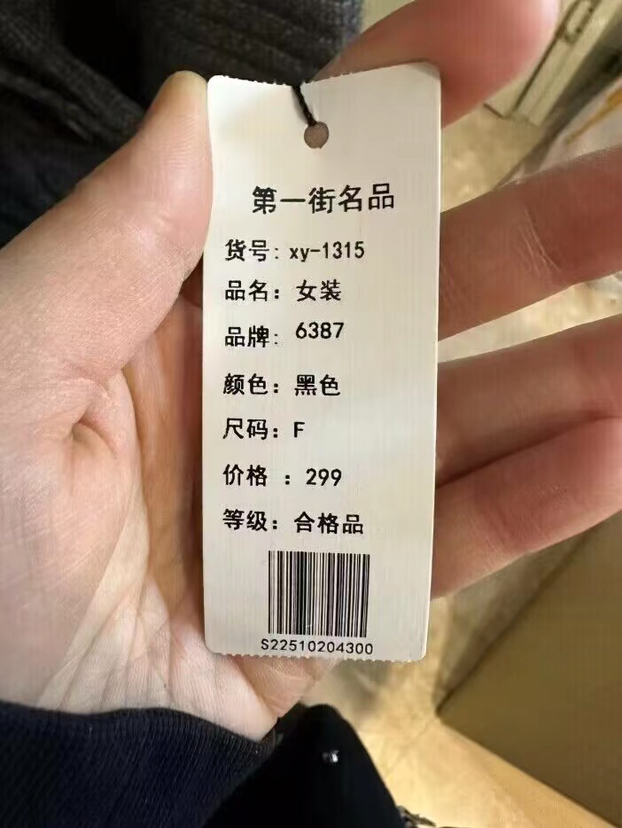 第一街名品
货号: xy-1315
品名: 女装
品牌: 6387
颜色: 黑色
尺码: F
价格 : 299
等级: 合格品
S22510204300